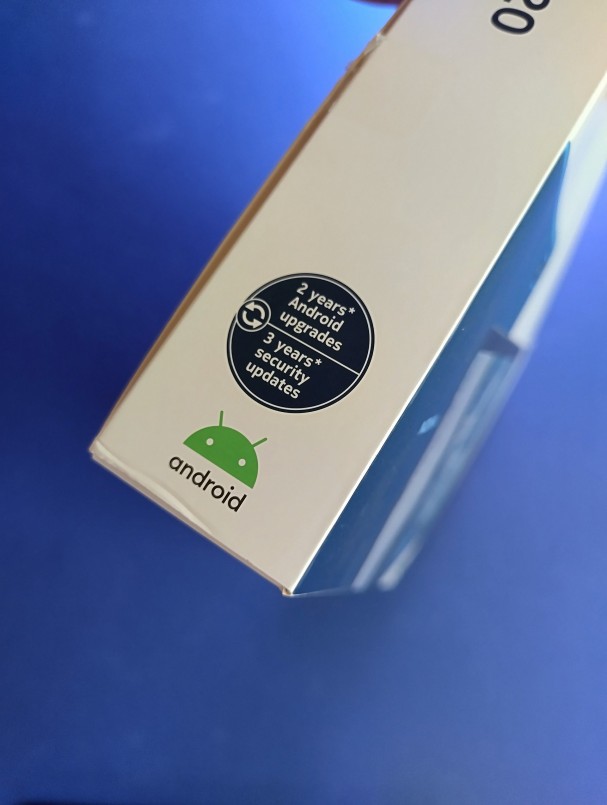 2 years*
Android
upgrades
3 years*
security
updates
android